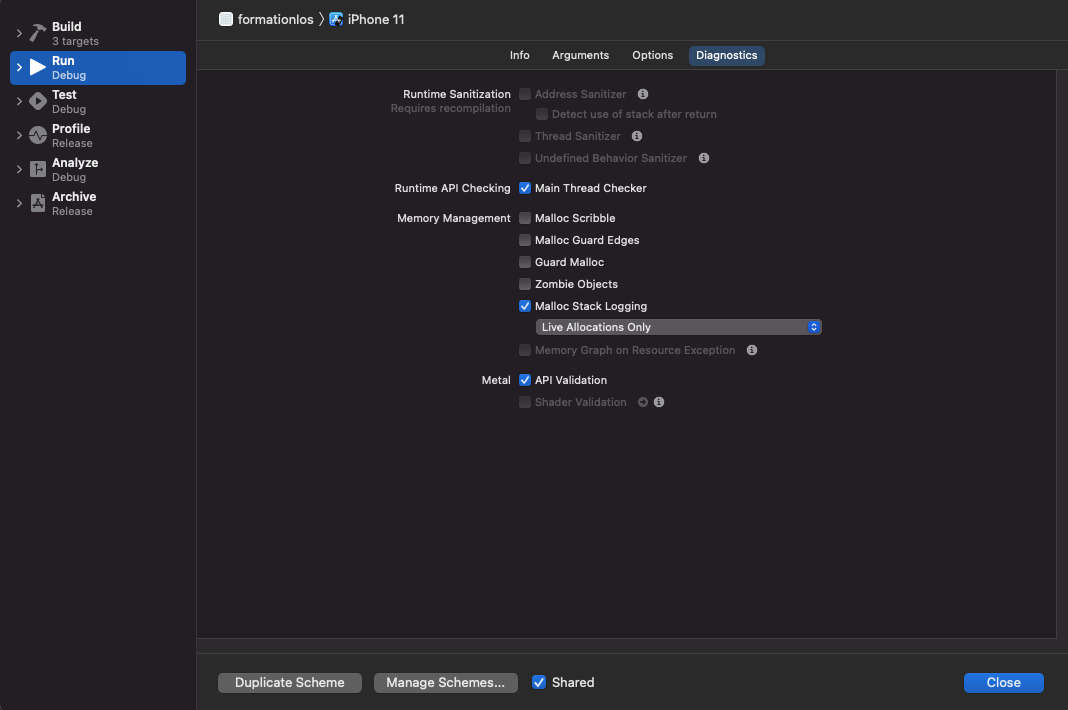 Build
3 targets
Run
Debug
Test
Debug
Profile
Release
Analyze
Debug
Archive
Release
formationIos 〉 iPhone 11
Info Arguments Options Diagnostics
Runtime Sanitization Address Sanitizer
Requires recompilation
Detect use of stack after return
Thread Sanitizer
Undefined Behavior Sanitizer
Runtime API Checking Main Thread Checker
Memory Management Malloc Scribble
Malloc Guard Edges
Guard Malloc
Zombie Objects
Malloc Stack Logging
Live Allocations Only
Memory Graph on Resource Exception
Metal API Validation
Shader Validation
Duplicate Scheme Manage Schemes... Shared Close